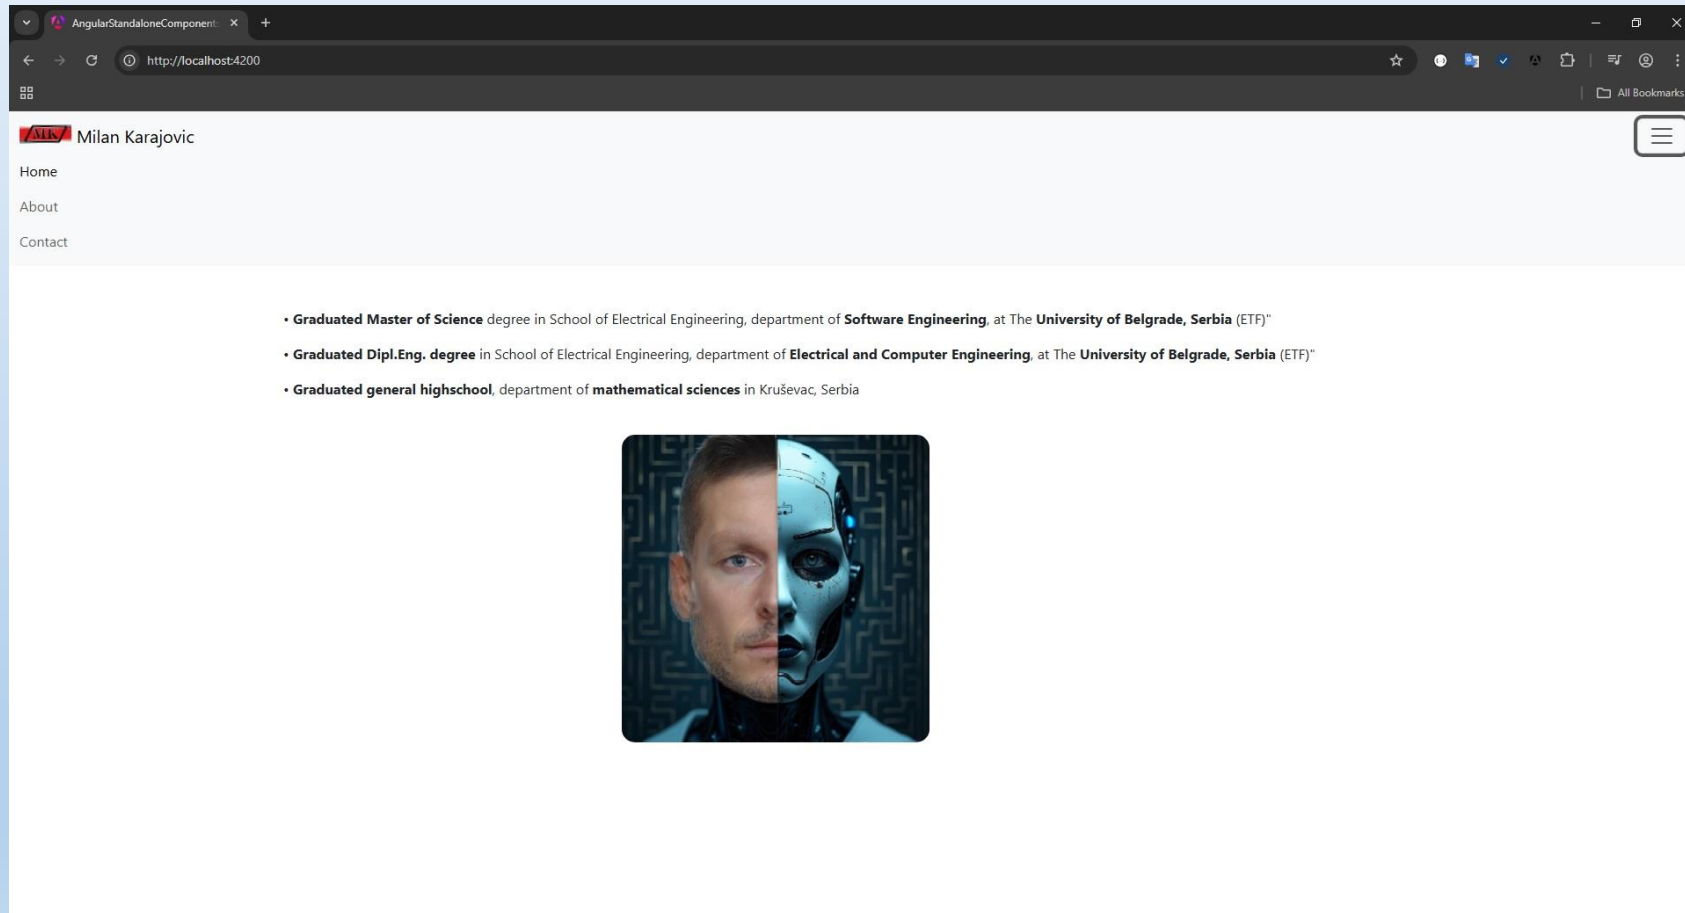 AngularStandaloneComponent
http://localhost:4200
All Bookmarks
MK Milan Karajovic
Home
About
Contact
• Graduated Master of Science degree in School of Electrical Engineering, department of Software Engineering, at The University of Belgrade, Serbia (ETF)"
• Graduated Dipl.Eng. degree in School of Electrical Engineering, department of Electrical and Computer Engineering, at The University of Belgrade, Serbia (ETF)"
• Graduated general highschool, department of mathematical sciences in Kruševac, Serbia